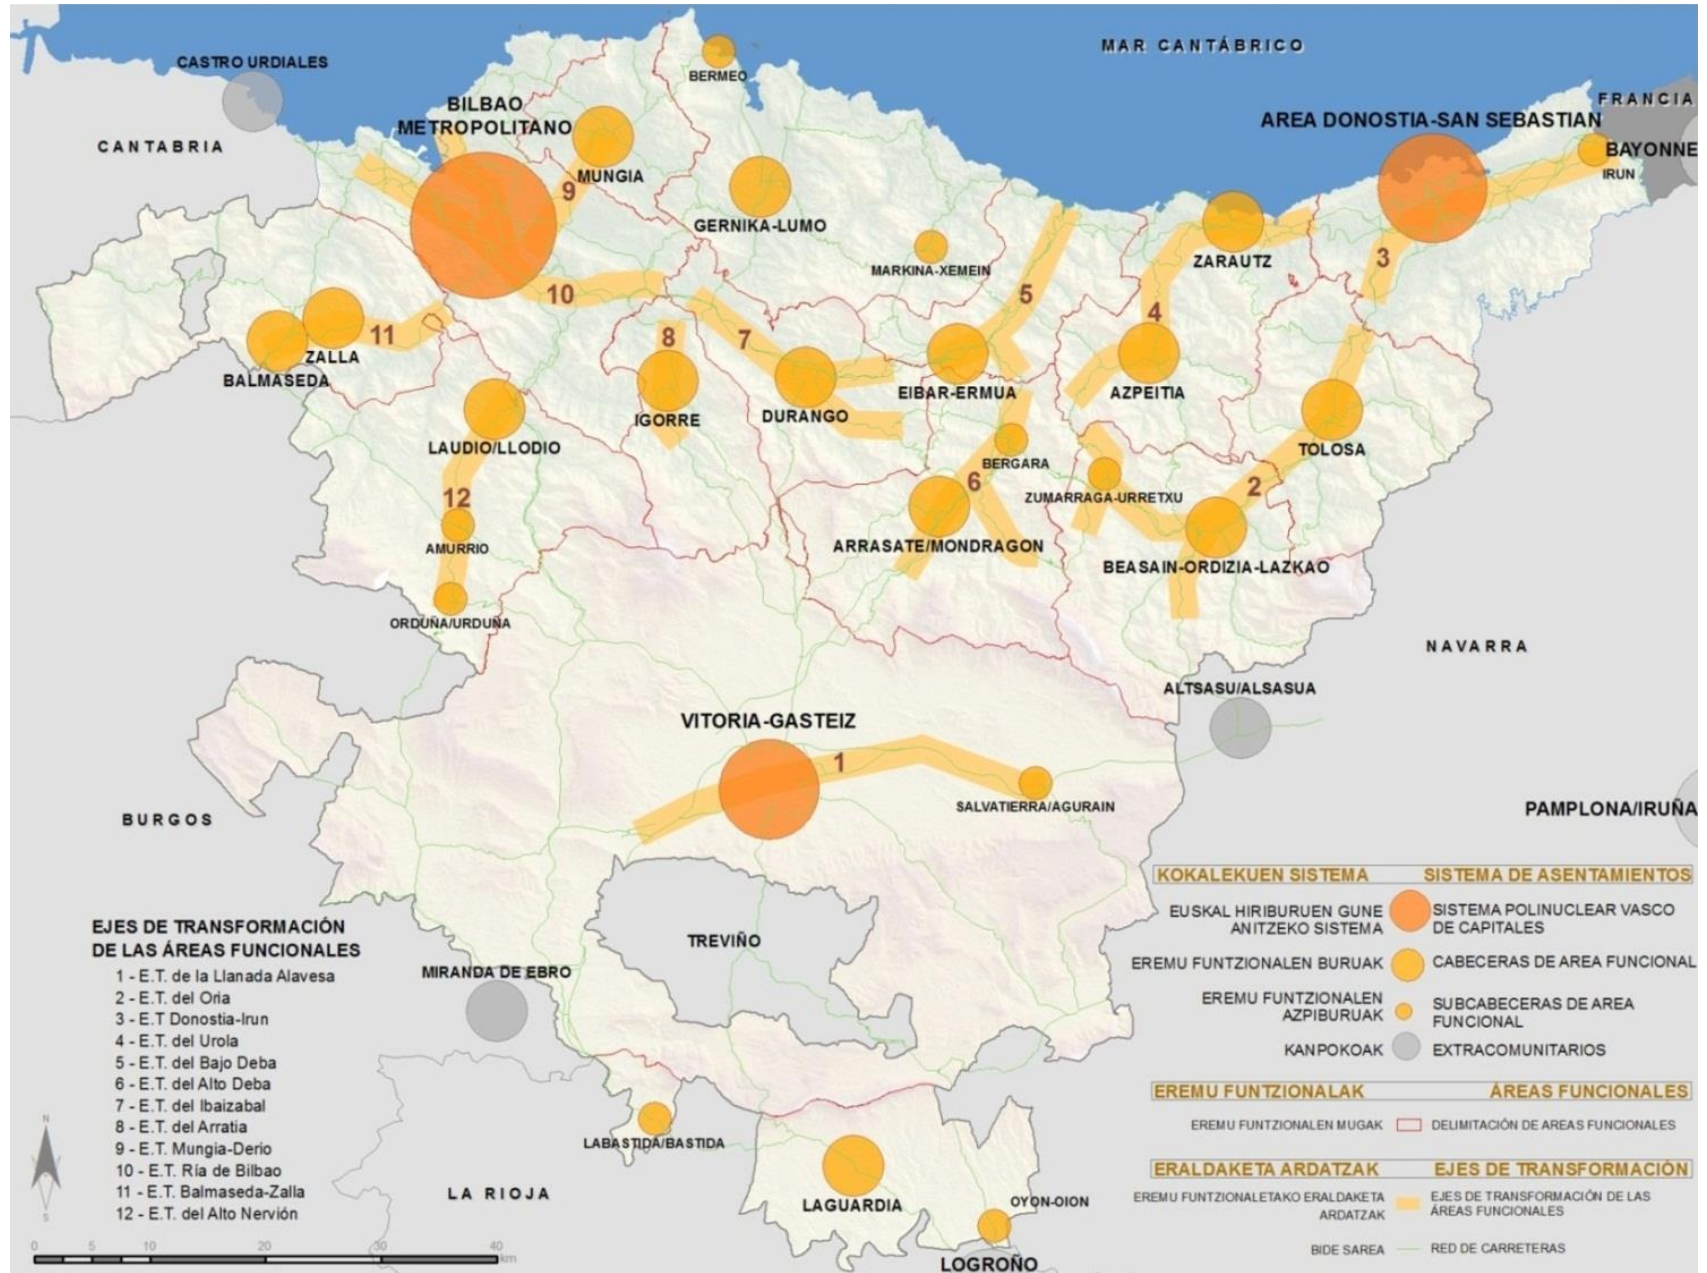 MAR CANTÁBRICO
CASTRO URDIALES
BERMEO
FRANCIA
BILBAO
METROPOLITANO
AREA DONOSTIA-SAN SEBASTIAN
CANTABRIA
BAYONNE
IRUN
MUNGIA
9
GERNIKA-LUMO
MARKINA-XEMEIN
ZARAUTZ
3
10
5
4
11
8
7
ZALLA
BALMASEDA
EIBAR-ERMUA
AZPEITIA
IGORRE
DURANGO
LAUDIO/LLODIO
TOLOSA
BERGARA
6
2
12
ZUMARRAGA-URRETXU
AMURRIO
ARRASATE/MONDRAGON
BEASAIN-ORDIZIA-LAZKAO
ORDUÑA/URDUÑA
NAVARRA
ALTSASU/ALSASUA
VITORIA-GASTEIZ
1
SALVATIERRA/AGURAIN
BURGOS
PAMPLONA/IRUÑA
TREVIÑO
MIRANDA DE EBRO
LABASTIDA/BASTIDA
LA RIOJA
LAGUARDIA
OYON-OION
LOGROÑO
EJES DE TRANSFORMACIÓN
DE LAS ÁREAS FUNCIONALES
1 - E.T. de la Llanada Alavesa
2 - E.T. del Oria
3 - E.T Donostia-Irun
4 - E.T. del Urola
5 - E.T. del Bajo Deba
6 - E.T. del Alto Deba
7 - E.T. del Ibaizabal
8 - E.T. del Arratia
9 - E.T. Mungia-Derio
10 - E.T. Ría de Bilbao
11 - E.T. Balmaseda-Zalla
12 - E.T. del Alto Nervión
N
S
0 5 10 20 30 40
km
KOKALEKUEN SISTEMA SISTEMA DE ASENTAMIENTOS
EUSKAL HIRIBURUEN GUNE
ANITZEKO SISTEMA
SISTEMA POLINUCLEAR VASCO
DE CAPITALES
EREMU FUNTZIONALEN BURUAK CABECERAS DE AREA FUNCIONAL
EREMU FUNTZIONALEN
AZPIBURUAK
SUBCABECERAS DE AREA
FUNCIONAL
KANPOKOAK EXTRACOMUNITARIOS
EREMU FUNTZIONALAK ÁREAS FUNCIONALES
EREMU FUNTZIONALEN MUGAK DELIMITACIÓN DE AREAS FUNCIONALES
ERALDAKETA ARDATZAK EJES DE TRANSFORMACIÓN
EREMU FUNTZIONALETAKO ERALDAKETA
ARDATZAK
EJES DE TRANSFORMACIÓN DE LAS
ÁREAS FUNCIONALES
BIDE SAREA RED DE CARRETERAS